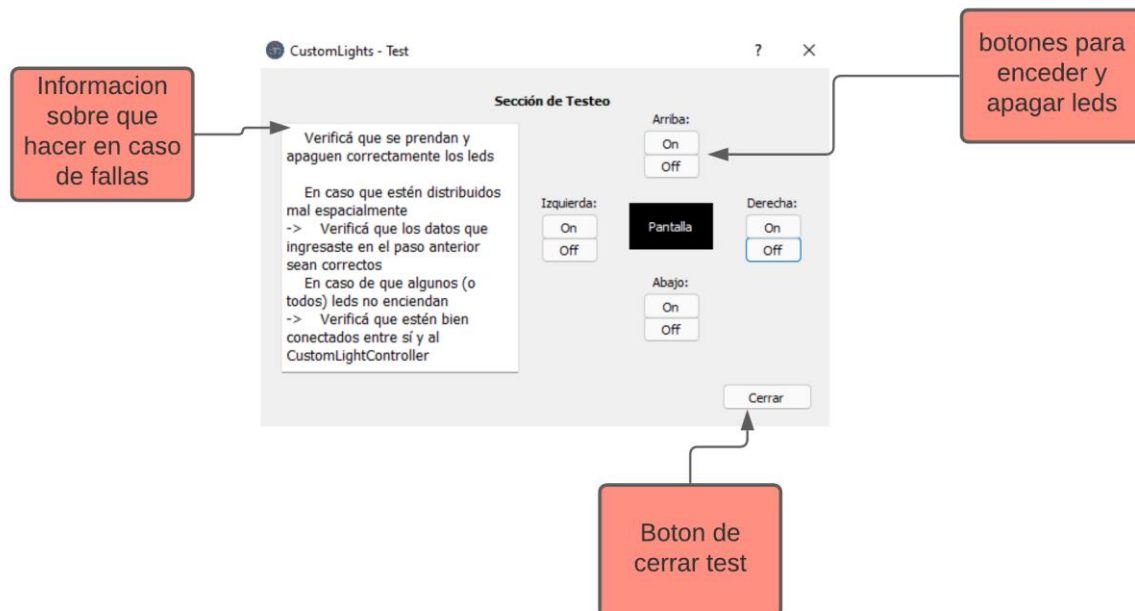 CustomLights - Test
?
botones para
enceder y
apagar leds
Informacion
sobre que
hacer en caso
de fallas
Sección de Testeo
Verificá que se prendan y
apaguen correctamente los leds
En caso que estén distribuidos
mal espacialmente
-> Verificá que los datos que
ingresaste en el paso anterior
sean correctos
En caso de que algunos (o
todos) leds no enciendan
-> Verificá que estén bien
conectados entre sí y al
CustomLightController
Arriba:
On
Off
Izquierda:
On
Off
Pantalla
Derecha:
On
Off
Abajo:
On
Off
Cerrar
Boton de
cerrar test